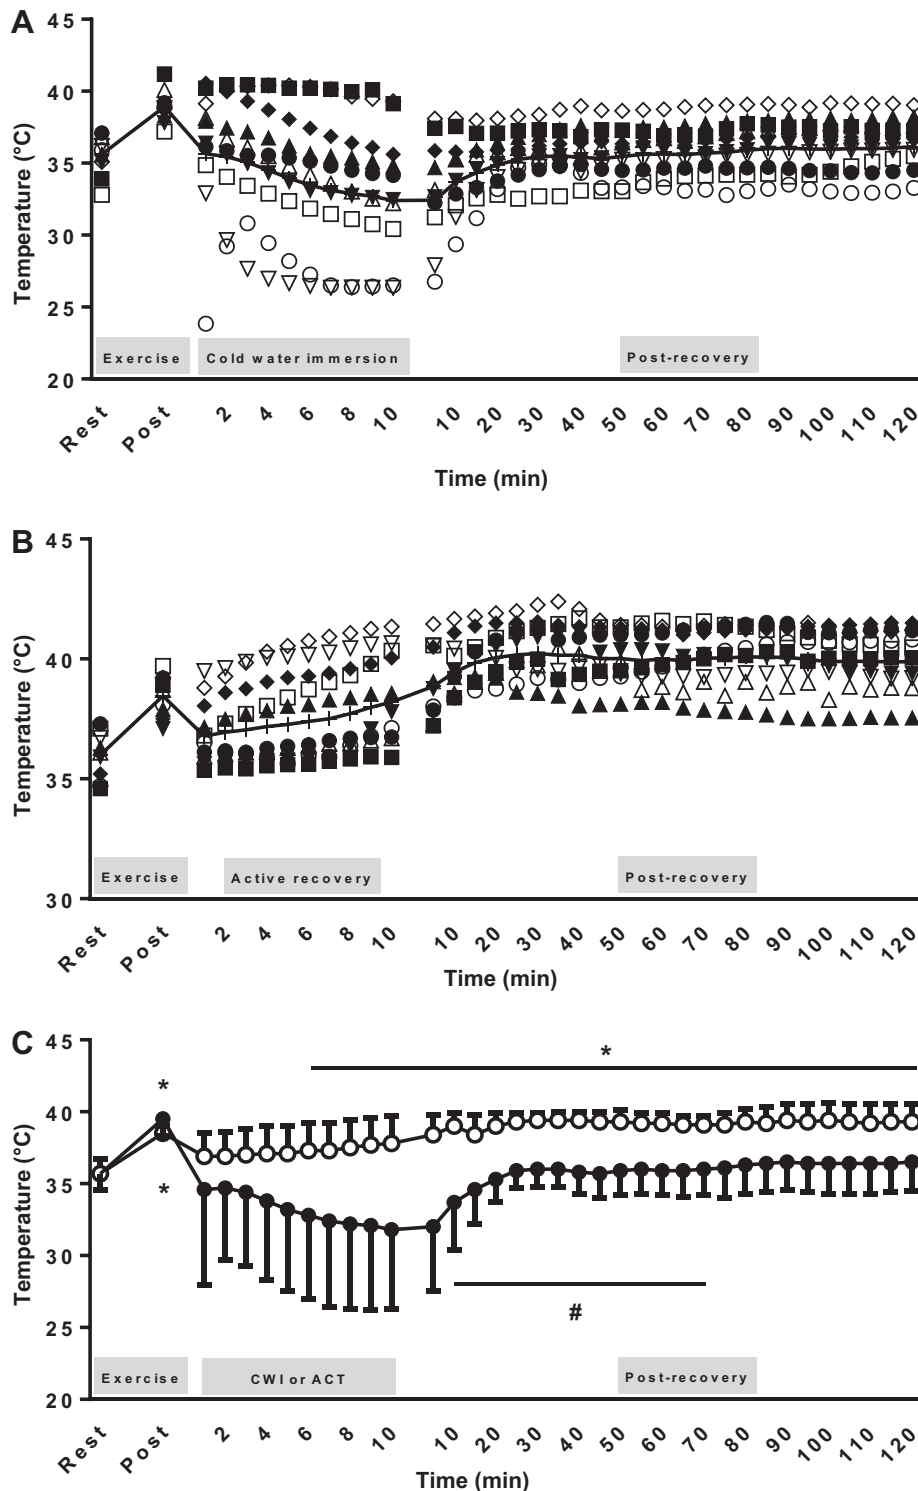 A
Temperature (°C)
45
40
35
30
25
20
Exercise
Cold water immersion
Post-recovery
Rest
Post
2
4
6
8
10
10
20
30
40
50
60
70
80
90
100
110
120
Time (min)
B
Temperature (°C)
45
40
35
30
Exercise
Active recovery
Post-recovery
Rest
Post
2
4
6
8
10
10
20
30
40
50
60
70
80
90
100
110
120
Time (min)
C
Temperature (°C)
45
40
35
30
25
20
*
*
*
#
Exercise
CWI or ACT
Post-recovery
Rest
Post
2
4
6
8
10
10
20
30
40
50
60
70
80
90
100
110
120
Time (min)